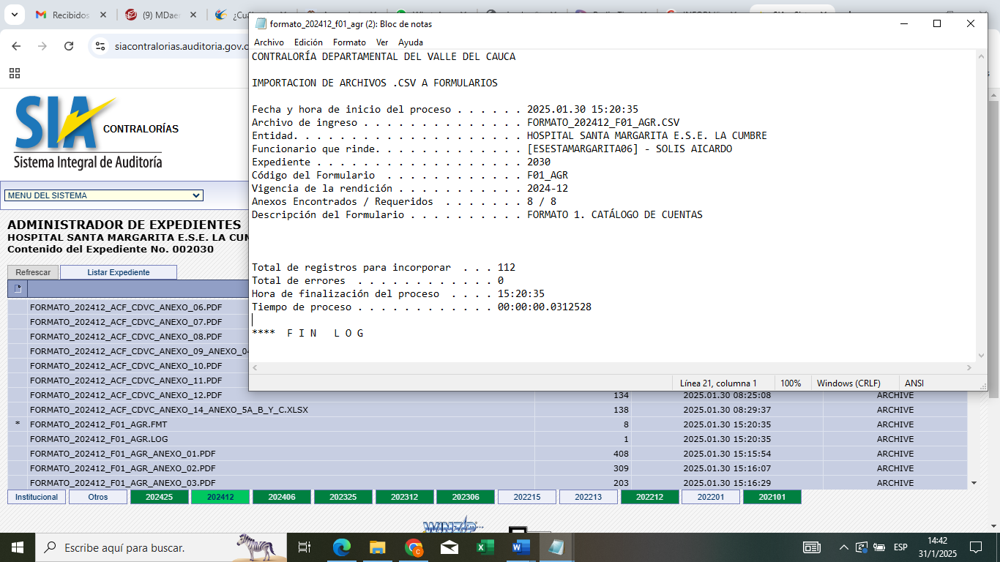 Recibidos
(9) MDae
¿Cu
formato_202412_f01_agr (2): Bloc de notas
siacontralorias.auditoria.gov.c
Archivo Edición Formato Ver Ayuda
CONTRALORÍA DEPARTAMENTAL DEL VALLE DEL CAUCA
IMPORTACION DE ARCHIVOS .CSV A FORMULARIOS
Fecha y hora de inicio del proceso . . . . . . 2025.01.30 15:20:35
Archivo de ingreso . . . . . . . . . . . . . . FORMATO_202412_F01_AGR.CSV
Entidad. . . . . . . . . . . . . . . . . . . . HOSPITAL SANTA MARGARITA E.S.E. LA CUMBRE
Funcionario que rinde. . . . . . . . . . . . . [ESESTAMARGARITA06] - SOLIS AICARDO
Expediente . . . . . . . . . . . . . . . . . . 2030
Código del Formulario  . . . . . . . . . . . . F01_AGR
Vigencia de la rendición . . . . . . . . . . . 2024-12
Anexos Encontrados / Requeridos  . . . . . . . 8 / 8
Descripción del Formulario . . . . . . . . . . FORMATO 1. CATÁLOGO DE CUENTAS
Total de registros para incorporar  . . . 112
Total de errores  . . . . . . . . . . . . 0
Hora de finalización del proceso  . . . . 15:20:35
Tiempo de proceso . . . . . . . . . . . . 00:00:00.0312528
****  F I N   L O G
Línea 21, columna 1 100% Windows (CRLF) ANSI
SIA CONTRALORÍAS
Sistema Integral de Auditoría
MENU DEL SISTEMA
ADMINISTRADOR DE EXPEDIENTES
HOSPITAL SANTA MARGARITA E.S.E. LA CUM
Contenido del Expediente No. 002030
Refrescar Listar Expediente
FORMATO_202412_ACF_CDVC_ANEXO_06.PDF
FORMATO_202412_ACF_CDVC_ANEXO_07.PDF
FORMATO_202412_ACF_CDVC_ANEXO_08.PDF
FORMATO_202412_ACF_CDVC_ANEXO_09_ANEXO_04
FORMATO_202412_ACF_CDVC_ANEXO_10.PDF
FORMATO_202412_ACF_CDVC_ANEXO_11.PDF
FORMATO_202412_ACF_CDVC_ANEXO_12.PDF 134 2025.01.30 08:25:08 ARCHIVE
FORMATO_202412_ACF_CDVC_ANEXO_14_ANEXO_5A_B_Y_C.XLSX 138 2025.01.30 08:29:37 ARCHIVE
* FORMATO_202412_F01_AGR.FMT 8 2025.01.30 15:20:35 ARCHIVE
FORMATO_202412_F01_AGR.LOG 1 2025.01.30 15:20:35 ARCHIVE
FORMATO_202412_F01_AGR_ANEXO_01.PDF 408 2025.01.30 15:15:54 ARCHIVE
FORMATO_202412_F01_AGR_ANEXO_02.PDF 309 2025.01.30 15:16:07 ARCHIVE
FORMATO_202412_F01_AGR_ANEXO_03.PDF 203 2025.01.30 15:16:29 ARCHIVE
Institucional Otros 202425 202412 202406 202325 202312 202306 202215 202213 202212 202201 202101
WINZIP
Escribe aquí para buscar.
ESP
14:42
31/1/2025